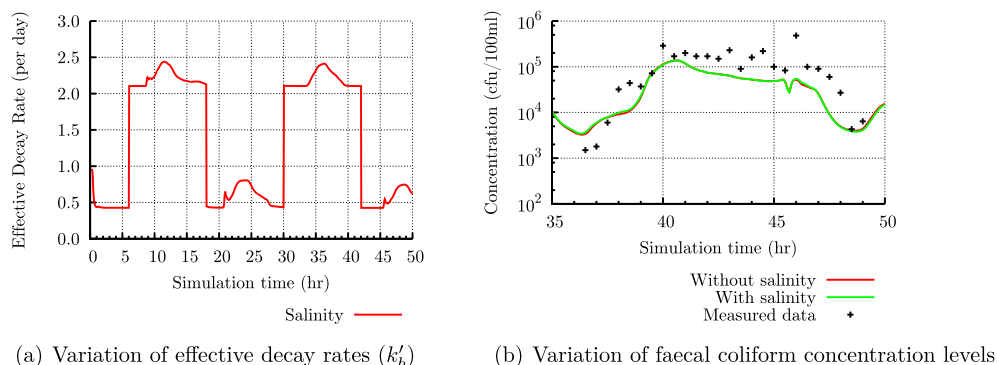 Effective Decay Rate (per day)
3.0
2.5
2.0
1.5
1.0
0.5
0.0
0 5 10 15 20 25 30 35 40 45 50
Simulation time (hr)
Salinity
(a) Variation of effective decay rates (k′b)
Concentration (cfu/100ml)
10^6
10^5
10^4
10^3
10^2
35 40 45 50
Simulation time (hr)
Without salinity
With salinity
Measured data
(b) Variation of faecal coliform concentration levels